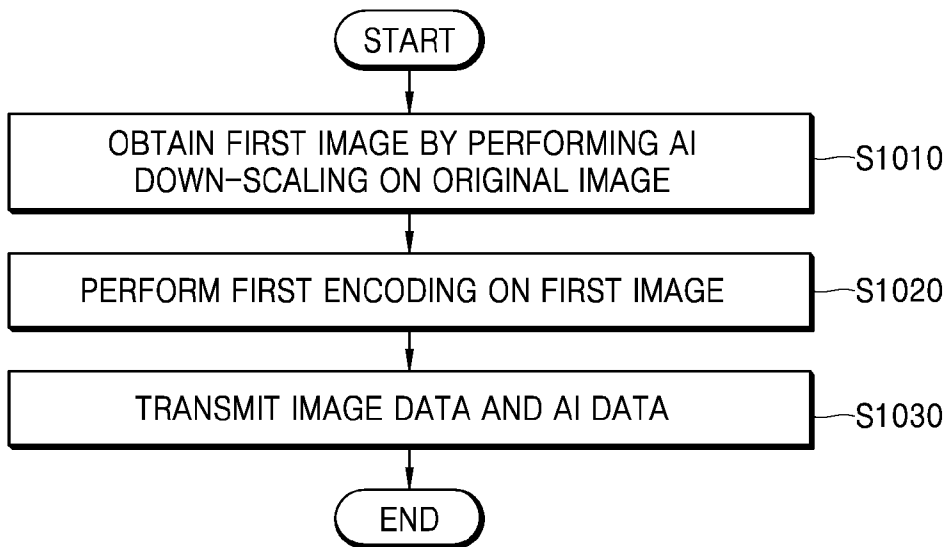 START
OBTAIN FIRST IMAGE BY PERFORMING AI
DOWN-SCALING ON ORIGINAL IMAGE
S1010
PERFORM FIRST ENCODING ON FIRST IMAGE
S1020
TRANSMIT IMAGE DATA AND AI DATA
S1030
END